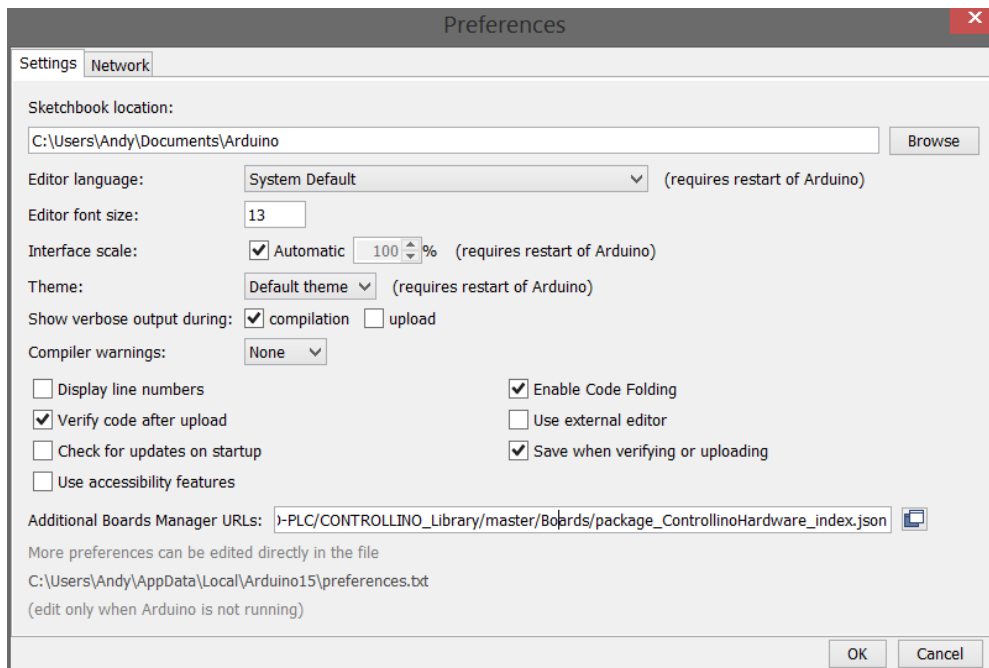 Preferences
Settings Network
Sketchbook location:
C:\Users\Andy\Documents\Arduino Browse
Editor language: System Default (requires restart of Arduino)
Editor font size: 13
Interface scale: Automatic 100 % (requires restart of Arduino)
Theme: Default theme (requires restart of Arduino)
Show verbose output during: compilation upload
Compiler warnings: None
Display line numbers Enable Code Folding
Verify code after upload Use external editor
Check for updates on startup Save when verifying or uploading
Use accessibility features
Additional Boards Manager URLs: -PLC/CONTROLLINO_Library/master/Boards/package_ControllinoHardware_index.json
More preferences can be edited directly in the file
C:\Users\Andy\AppData\Local\Arduino15\preferences.txt
(edit only when Arduino is not running)
OK Cancel